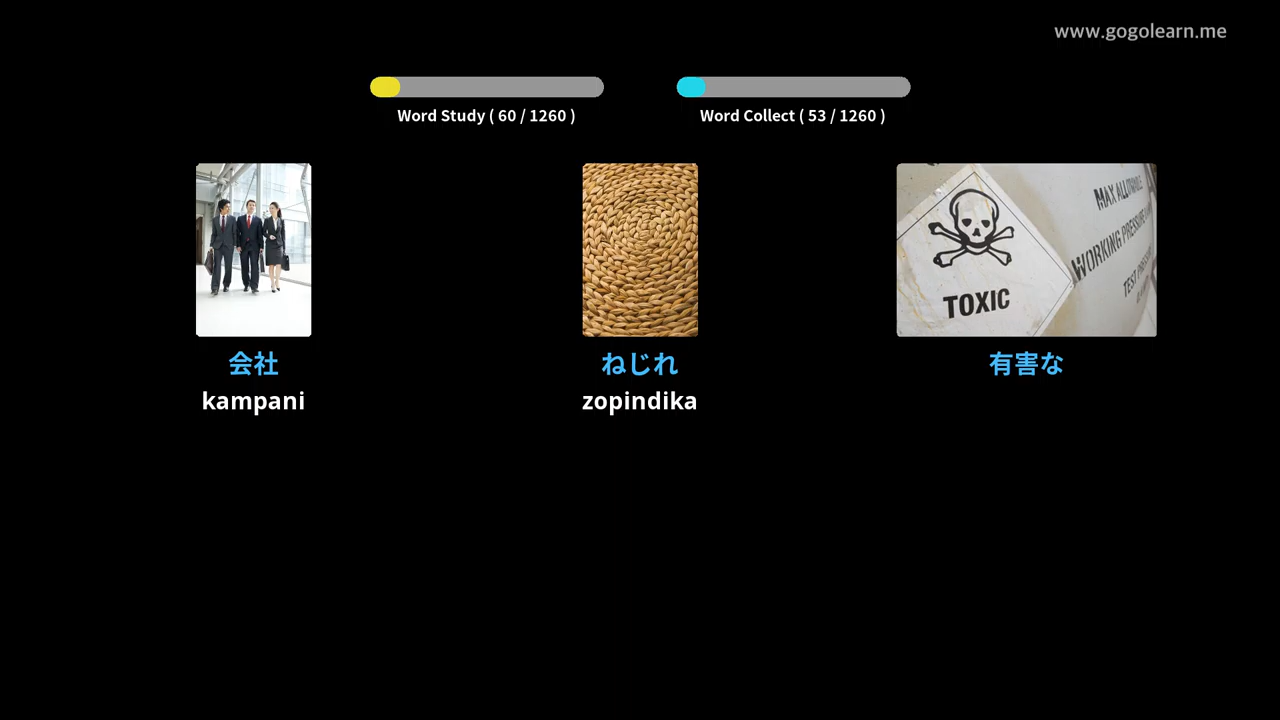 www.gogolearn.me
Word Study ( 60 / 1260 )
Word Collect ( 53 / 1260 )
MAX ALLOWABLE
WORKING PRESSURE
TEST PRESS
TOXIC
会社
ねじれ
有害な
kampani
zopindika